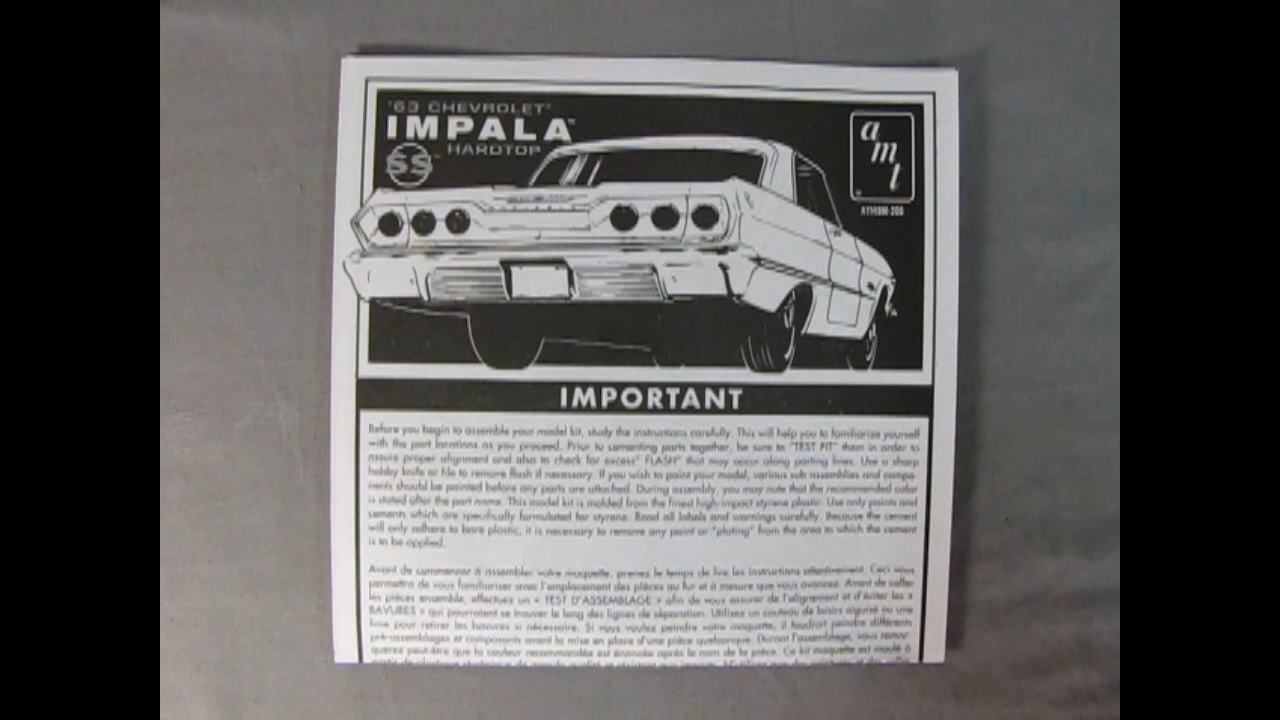 '63 CHEVROLET
IMPALA™
SS™ HARDTOP
amt
IMPORTANT
Before you begin to assemble your model kit, study the instructions carefully. This will help you to familiarize yourself
with the part locations as you proceed. Prior to cementing parts together, be sure to "TEST FIT" them in order to
assure proper alignment and also to check for excess" FLASH" that may occur along parting lines. Use a sharp
hobby knife or file to remove flash if necessary. If you wish to paint your model, various sub assemblies and compo-
nents should be painted before any parts are attached. During assembly, you may note that the recommended color
is stated after the part name. This model kit is molded from the finest high-impact styrene plastic. Use only paints and
cements which are specifically formulated for styrene. Read all labels and warnings carefully. Because the cement
will only adhere to bare plastic, it is necessary to remove any paint or "plating" from the area to which the cement
is to be applied.
Avant de commencer à assembler votre maquette, prenez le temps de lire les instructions attentivement. Ceci vous
permettra de vous familiariser avec l'emplacement des pièces au fur et à mesure que vous avancez. Avant de coller
les pièces ensemble, effectuez un « TEST D'ASSEMBLAGE » afin de vous assurer de l'alignement et d'éviter les «
BAVURES » qui pourraient se trouver le long des lignes de séparation. Utilisez un couteau de loisirs aiguisé ou une
lime pour retirer les bavures si nécessaire. Si vous voulez peindre votre maquette, il faudrait peindre différents
pré-assemblages et composants avant la mise en place d'une pièce quelconque. Durant l'assemblage, vous remar-
querez peut-être que la couleur recommandée est énoncée après le nom de la pièce. Ce kit maquette est moulé à